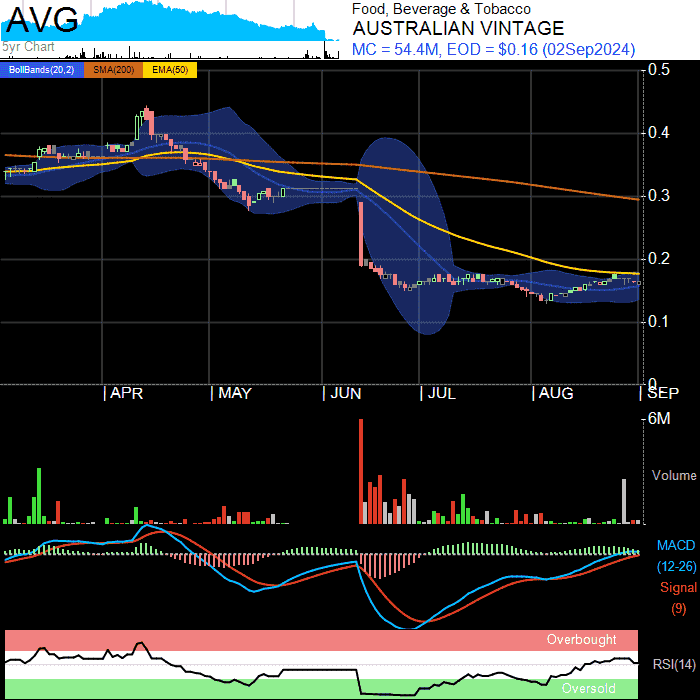 AVG
5yr Chart
Food, Beverage & Tobacco
AUSTRALIAN VINTAGE
MC = 54.4M, EOD = $0.16 (02Sep2024)
BollBands(20,2) SMA(200) EMA(50)
0.5
0.4
0.3
0.2
0.1
0
APR MAY JUN JUL AUG SEP
6M
Volume
MACD
(12-26)
Signal
(9)
Overbought
RSI(14)
Oversold